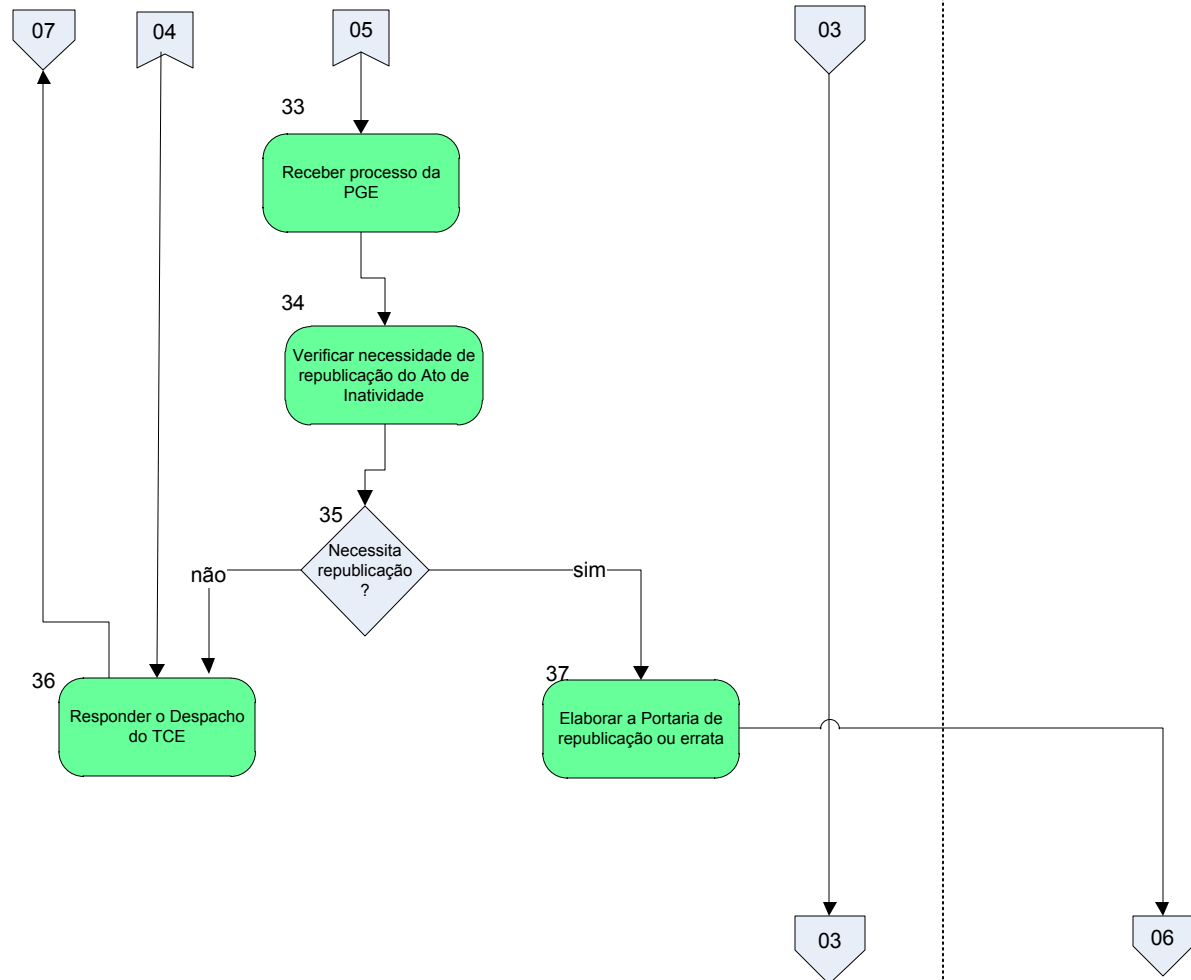 07
04
05
03
33
Receber processo da
PGE
34
Verificar necessidade de
republicação do Ato de
Inatividade
35
Necessita
republicação
?
não
sim
36
Responder o Despacho
do TCE
37
Elaborar a Portaria de
republicação ou errata
03
06